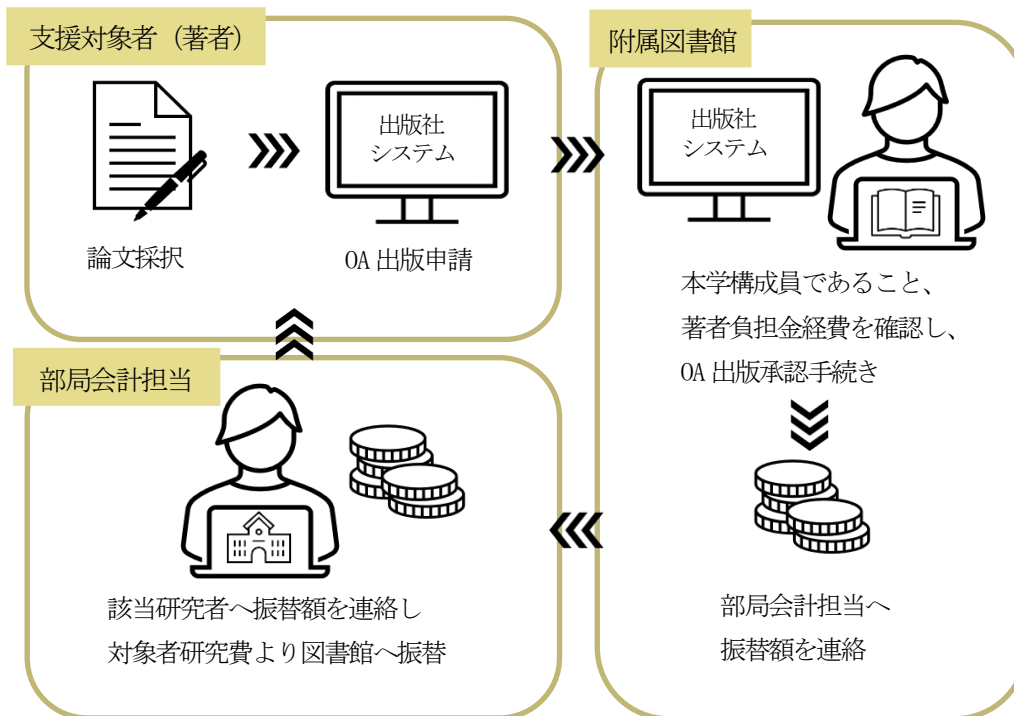 支援対象者（著者）
出版社
システム
論文採択
OA 出版申請
附属図書館
出版社
システム
本学構成員であること、
著者負担金経費を確認し、
OA 出版承認手続き
部局会計担当へ
振替額を連絡
部局会計担当
該当研究者へ振替額を連絡し
対象者研究費より図書館へ振替